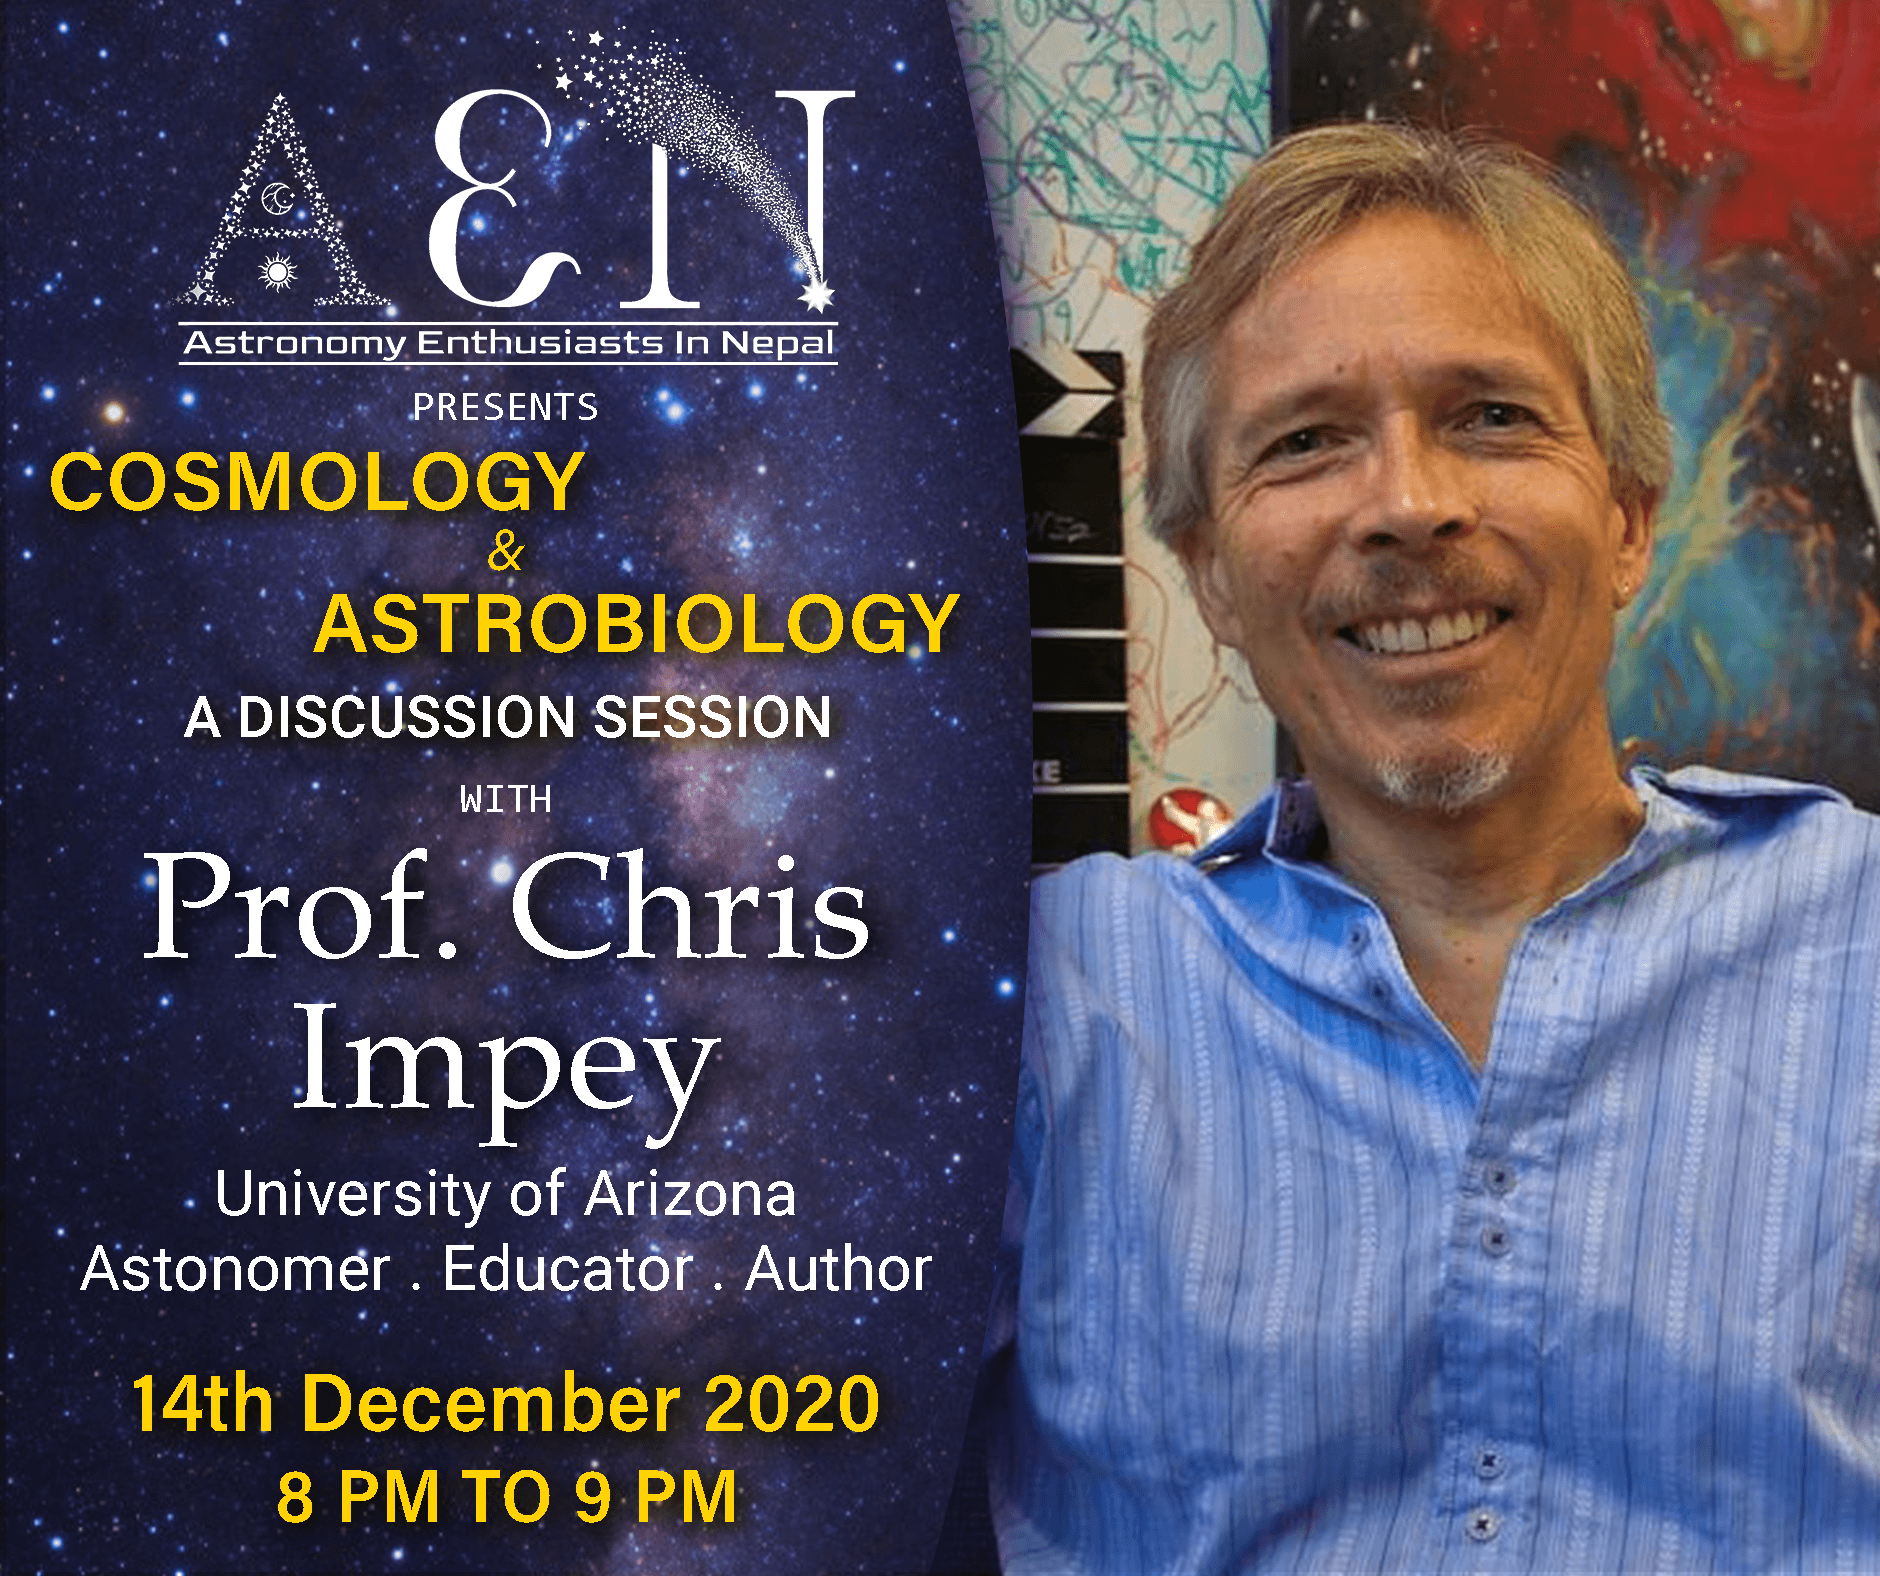 AEN
Astronomy Enthusiasts In Nepal
PRESENTS
COSMOLOGY
&
ASTROBIOLOGY
A DISCUSSION SESSION
WITH
Prof. Chris
Impey
University of Arizona
Astonomer . Educator . Author
14th December 2020
8 PM TO 9 PM